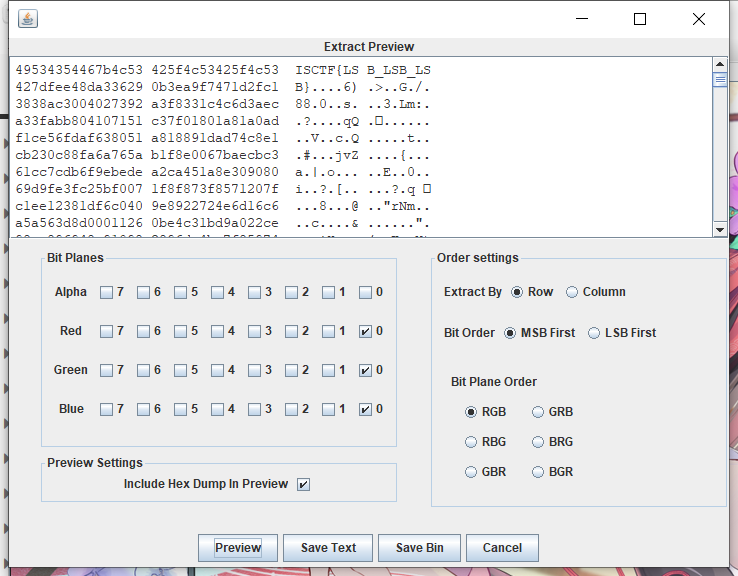 Extract Preview
49534354467b4c53 425f4c53425f4c53 ISCTF{LS B_LSB_LS
427dfee48da33629 0b3ea9f7471d2fc1 B}....6) .>..G./.
3838ac3004027392 a3f8331c4c6d3aec 88.0..s. ..3.Lm:.
a33fabb804107151 c37f01801a81a0ad .?....qQ ........
f1ce56fdaf638051 a818891dad74c8e1 ..V..c.Q .....t..
cb230c88fa6a765a b1f8e0067baecbc3 .#...jvZ ....{...
61cc7cdb6f9ebede a2ca451a8e309080 a.|.o... ..E..0..
69d9fe3fc25bf007 1f8f873f8571207f i..?.[.. ...?.q
c1ee12381df6c040 9e8922724e6d16c6 ...8...@ .."rNm..
a5a563d8d0001126 0be4c31bd9a022ce ..c....& ......".
Bit Planes
Alpha 7 6 5 4 3 2 1 0
Red 7 6 5 4 3 2 1 0
Green 7 6 5 4 3 2 1 0
Blue 7 6 5 4 3 2 1 0
Preview Settings
Include Hex Dump In Preview
Order settings
Extract By Row Column
Bit Order MSB First LSB First
Bit Plane Order
RGB GRB
RBG BRG
GBR BGR
Preview Save Text Save Bin Cancel